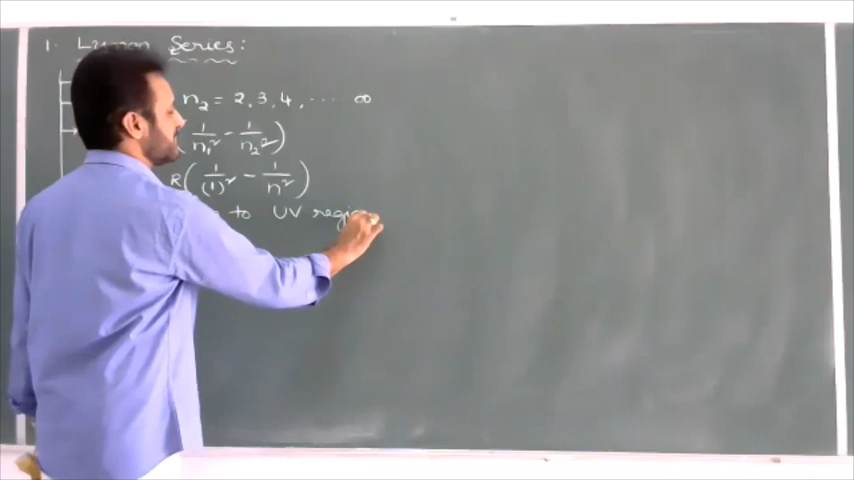 1. Lyman Series:
n₂ = 2, 3, 4, ..... ∞
(1/n₁² - 1/n₂²)
R(1/(1)² - 1/n²)
to UV region